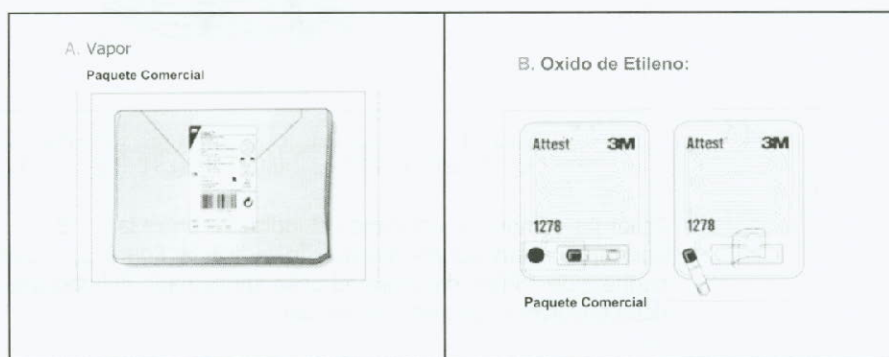 A. Vapor
Paquete Comercial
B. Oxido de Etileno:
Attest 3M
1278
Attest 3M
1278
Paquete Comercial